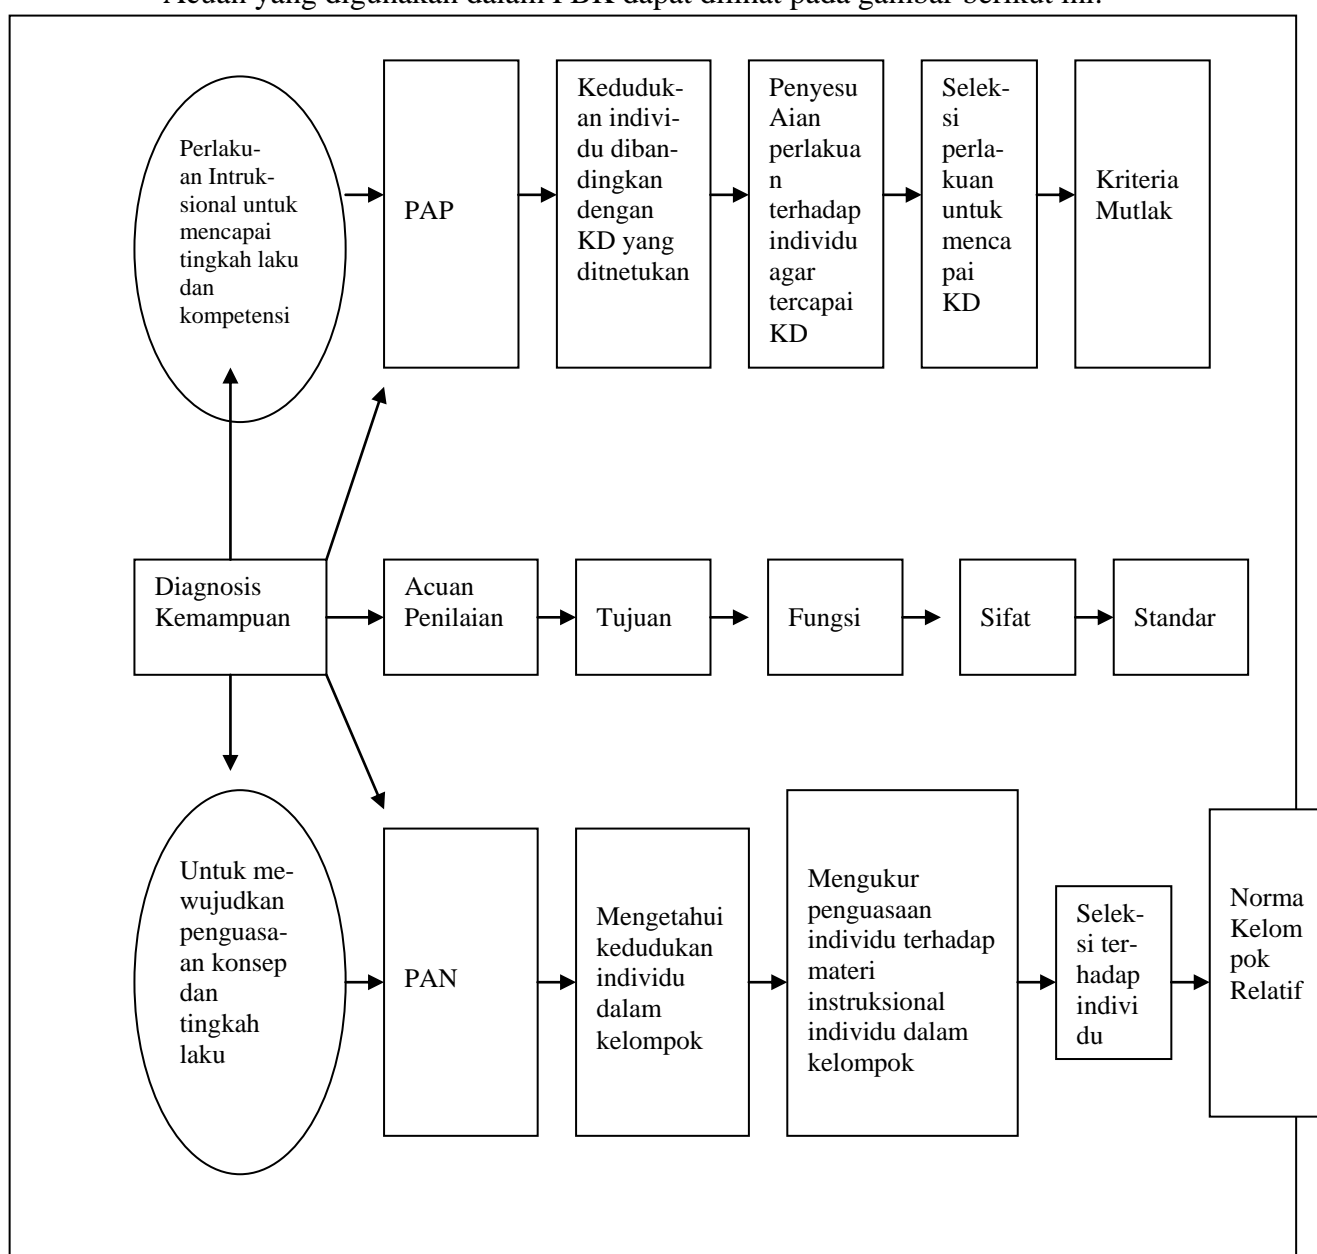 Acuan yang digunakan dalam PBK dapat dilihat pada gambar berikut ini:
Perlaku-
an Intruk-
sional untuk
mencapai
tingkah laku
dan
kompetensi
PAP
Keduduk-
an indivi-
du diban-
dingkan
dengan
KD yang
ditnetukan
Penyesu
Aian
perlakua
n
terhadap
individu
agar
tercapai
KD
Selek-
si
perla-
kuan
untuk
menca
pai
KD
Kriteria
Mutlak
Diagnosis
Kemampuan
Acuan
Penilaian
Tujuan
Fungsi
Sifat
Standar
Untuk me-
wujudkan
penguasa-
an konsep
dan
tingkah
laku
PAN
Mengetahui
kedudukan
individu
dalam
kelompok
Mengukur
penguasaan
individu terhadap
materi
instruksional
individu dalam
kelompok
Selek-
si ter-
hadap
indivi
du
Norma
Kelom
pok
Relatif